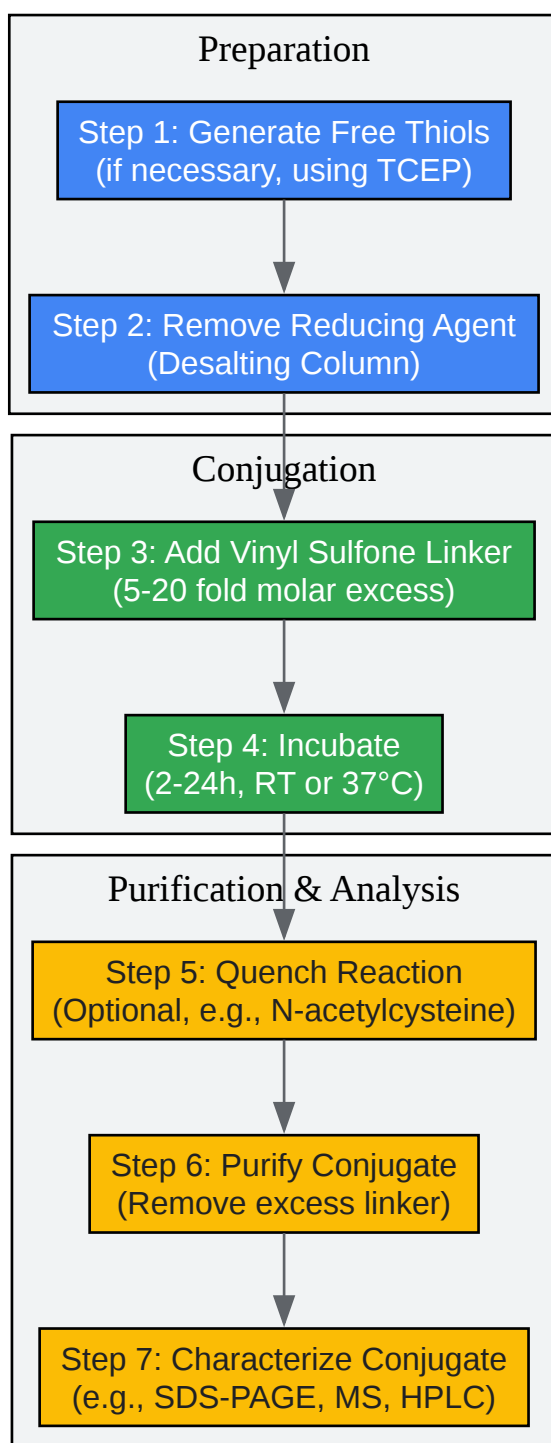 Preparation
Step 1: Generate Free Thiols
(if necessary, using TCEP)
Step 2: Remove Reducing Agent
(Desalting Column)
Conjugation
Step 3: Add Vinyl Sulfone Linker
(5-20 fold molar excess)
Step 4: Incubate
(2-24h, RT or 37°C)
Purification & Analysis
Step 5: Quench Reaction
(Optional, e.g., N-acetylcysteine)
Step 6: Purify Conjugate
(Remove excess linker)
Step 7: Characterize Conjugate
(e.g., SDS-PAGE, MS, HPLC)